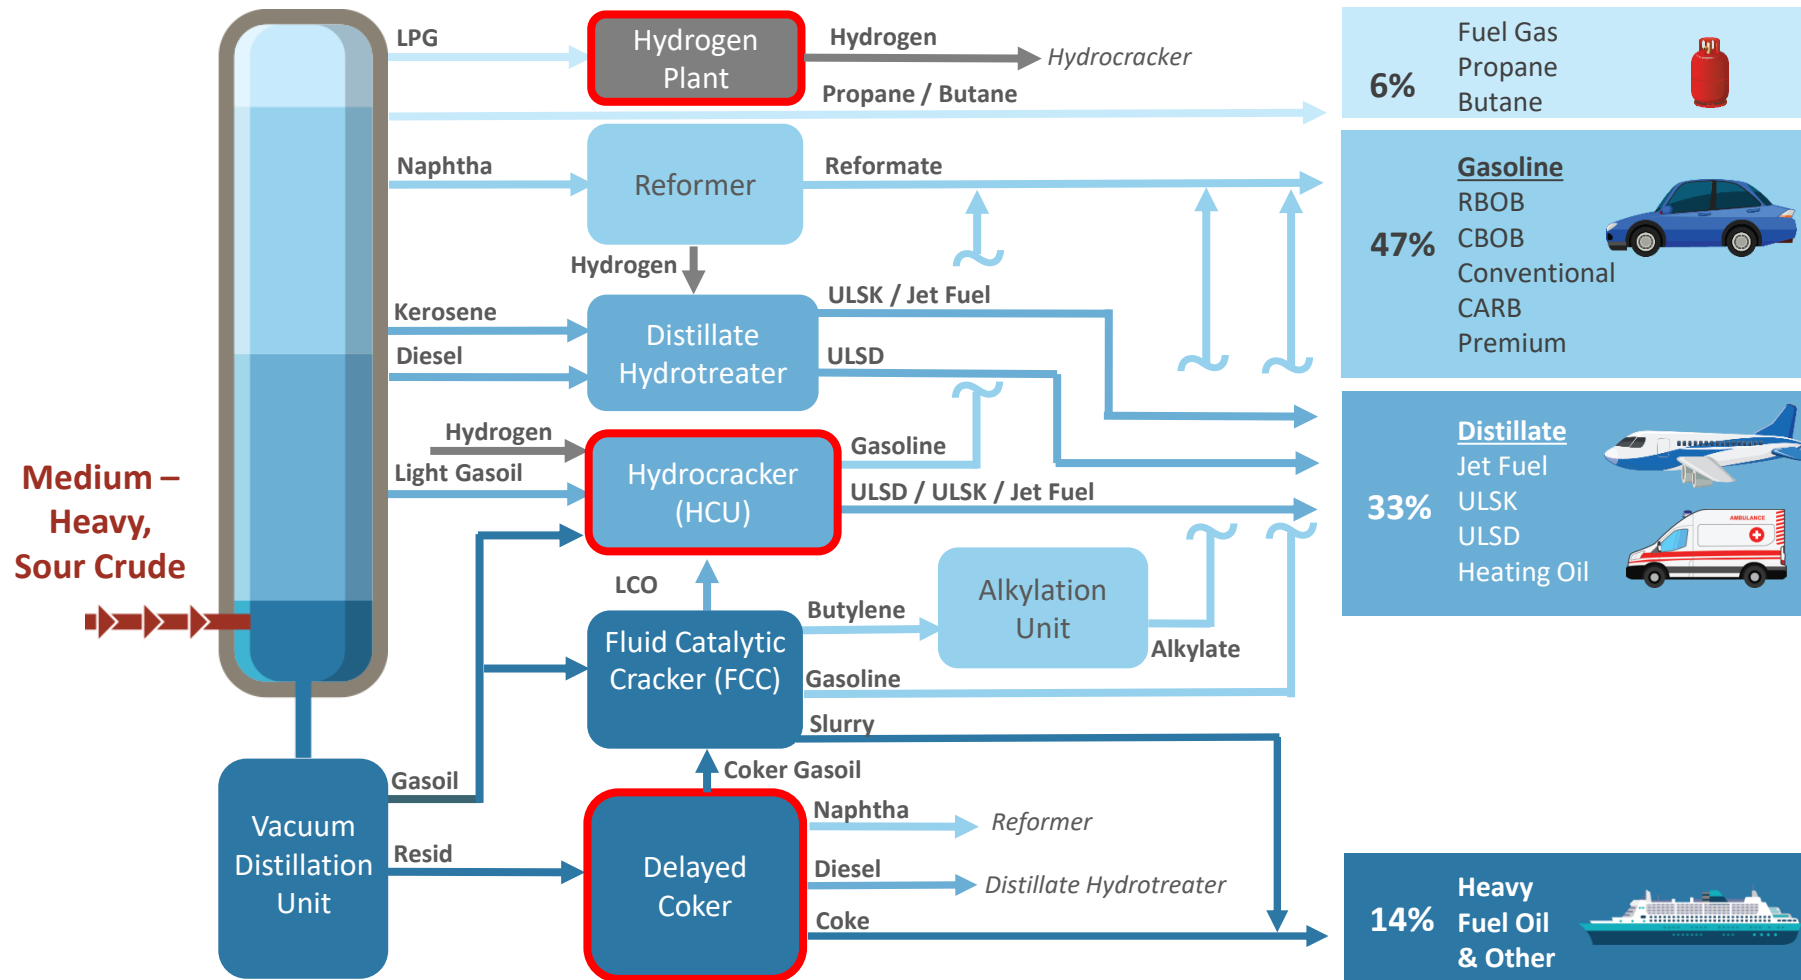 LPG
Hydrogen
Plant
Hydrogen
Hydrocracker
Propane / Butane
Naphtha
Reformer
Reformate
Hydrogen
Kerosene
Diesel
Distillate
Hydrotreater
ULSK / Jet Fuel
ULSD
Hydrogen
Light Gasoil
Hydrocracker
(HCU)
Gasoline
ULSD / ULSK / Jet Fuel
Medium –
Heavy,
Sour Crude
LCO
Fluid Catalytic
Cracker (FCC)
Butylene
Alkylation
Unit
Alkylate
Gasoline
Slurry
Coker Gasoil
Gasoil
Vacuum
Distillation
Unit
Resid
Delayed
Coker
Naphtha
Reformer
Diesel
Distillate Hydrotreater
Coke
6%
Fuel Gas
Propane
Butane
47%
Gasoline
RBOB
CBOB
Conventional
CARB
Premium
33%
Distillate
Jet Fuel
ULSK
ULSD
Heating Oil
AMBULANCE
14%
Heavy
Fuel Oil
& Other